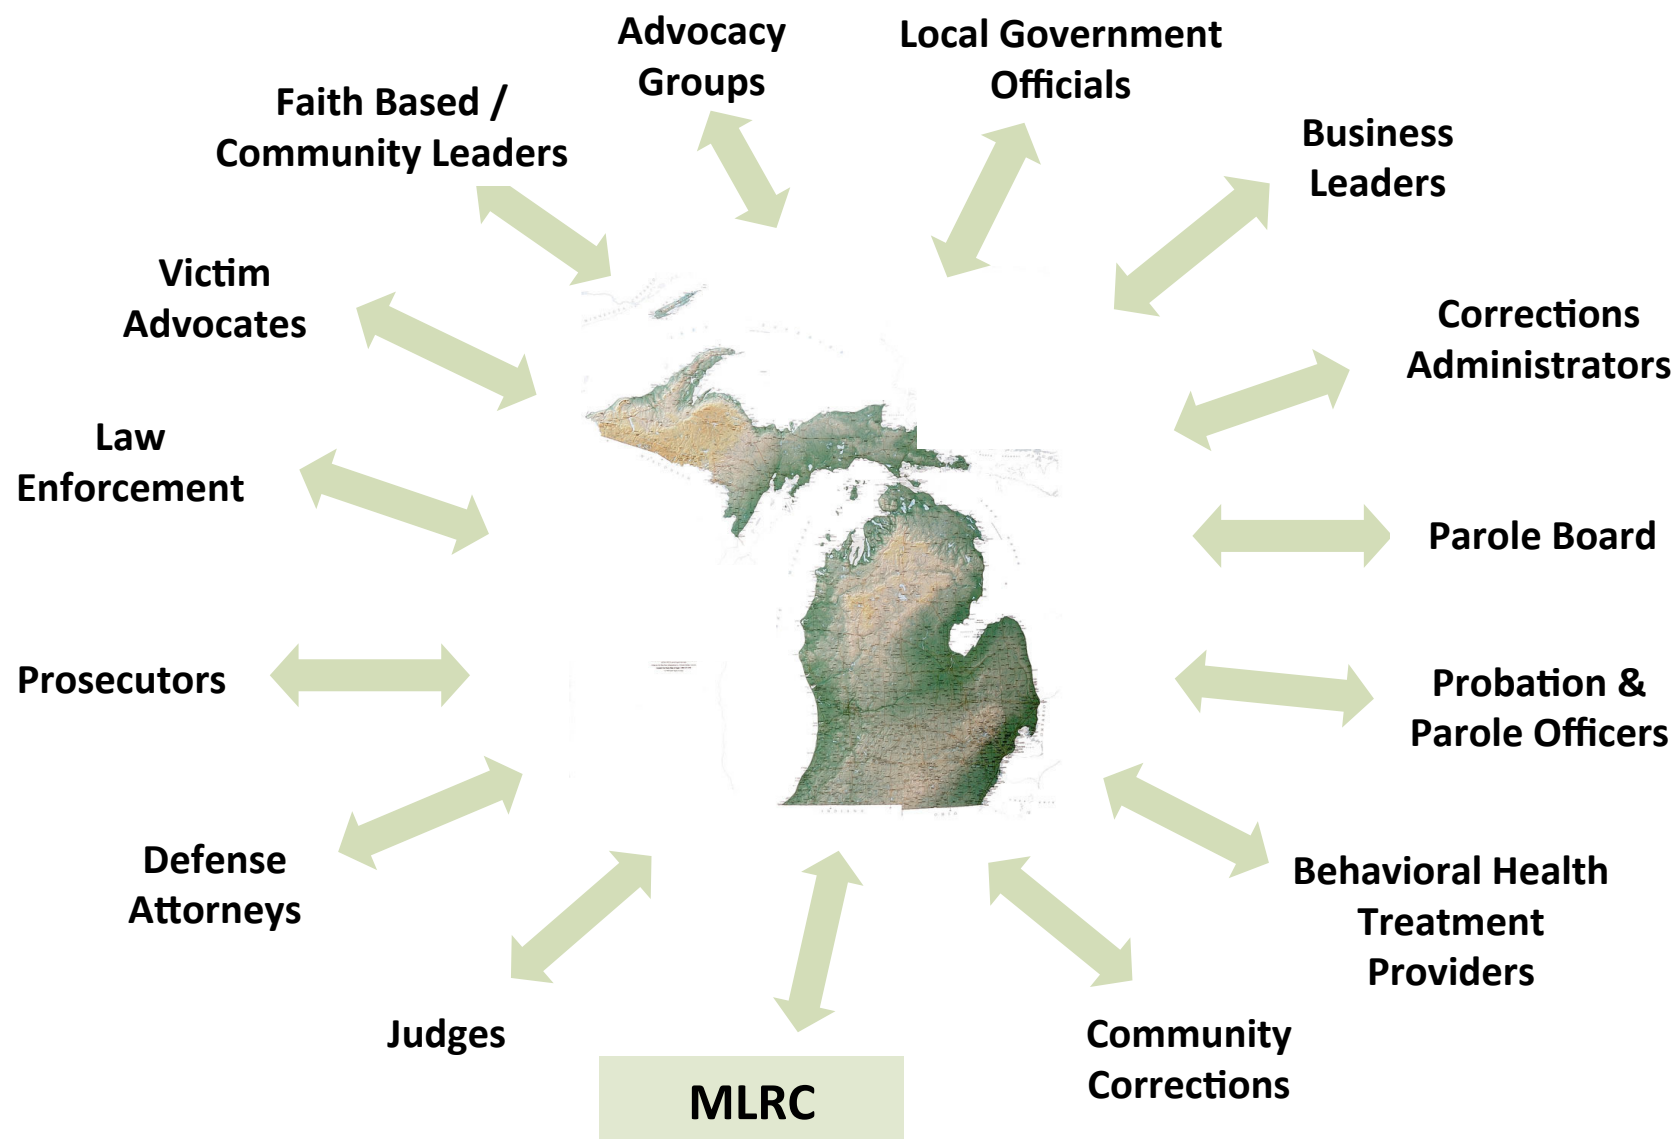 Advocacy
Groups
Local Government
Officials
Faith Based /
Community Leaders
Business
Leaders
Victim
Advocates
Corrections
Administrators
Law
Enforcement
Parole Board
Prosecutors
Probation &
Parole Officers
Defense
Attorneys
Behavioral Health
Treatment
Providers
Judges
Community
Corrections
MLRC